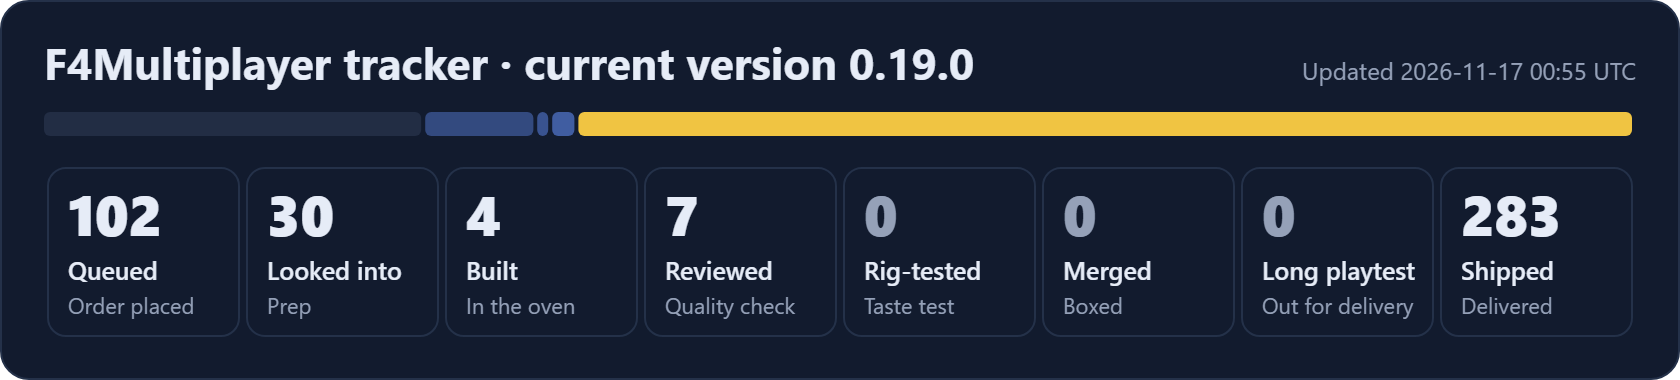 F4Multiplayer tracker · current version 0.19.0
Updated 2026-11-17 00:55 UTC
102
Queued
Order placed
30
Looked into
Prep
4
Built
In the oven
7
Reviewed
Quality check
0
Rig-tested
Taste test
0
Merged
Boxed
0
Long playtest
Out for delivery
283
Shipped
Delivered